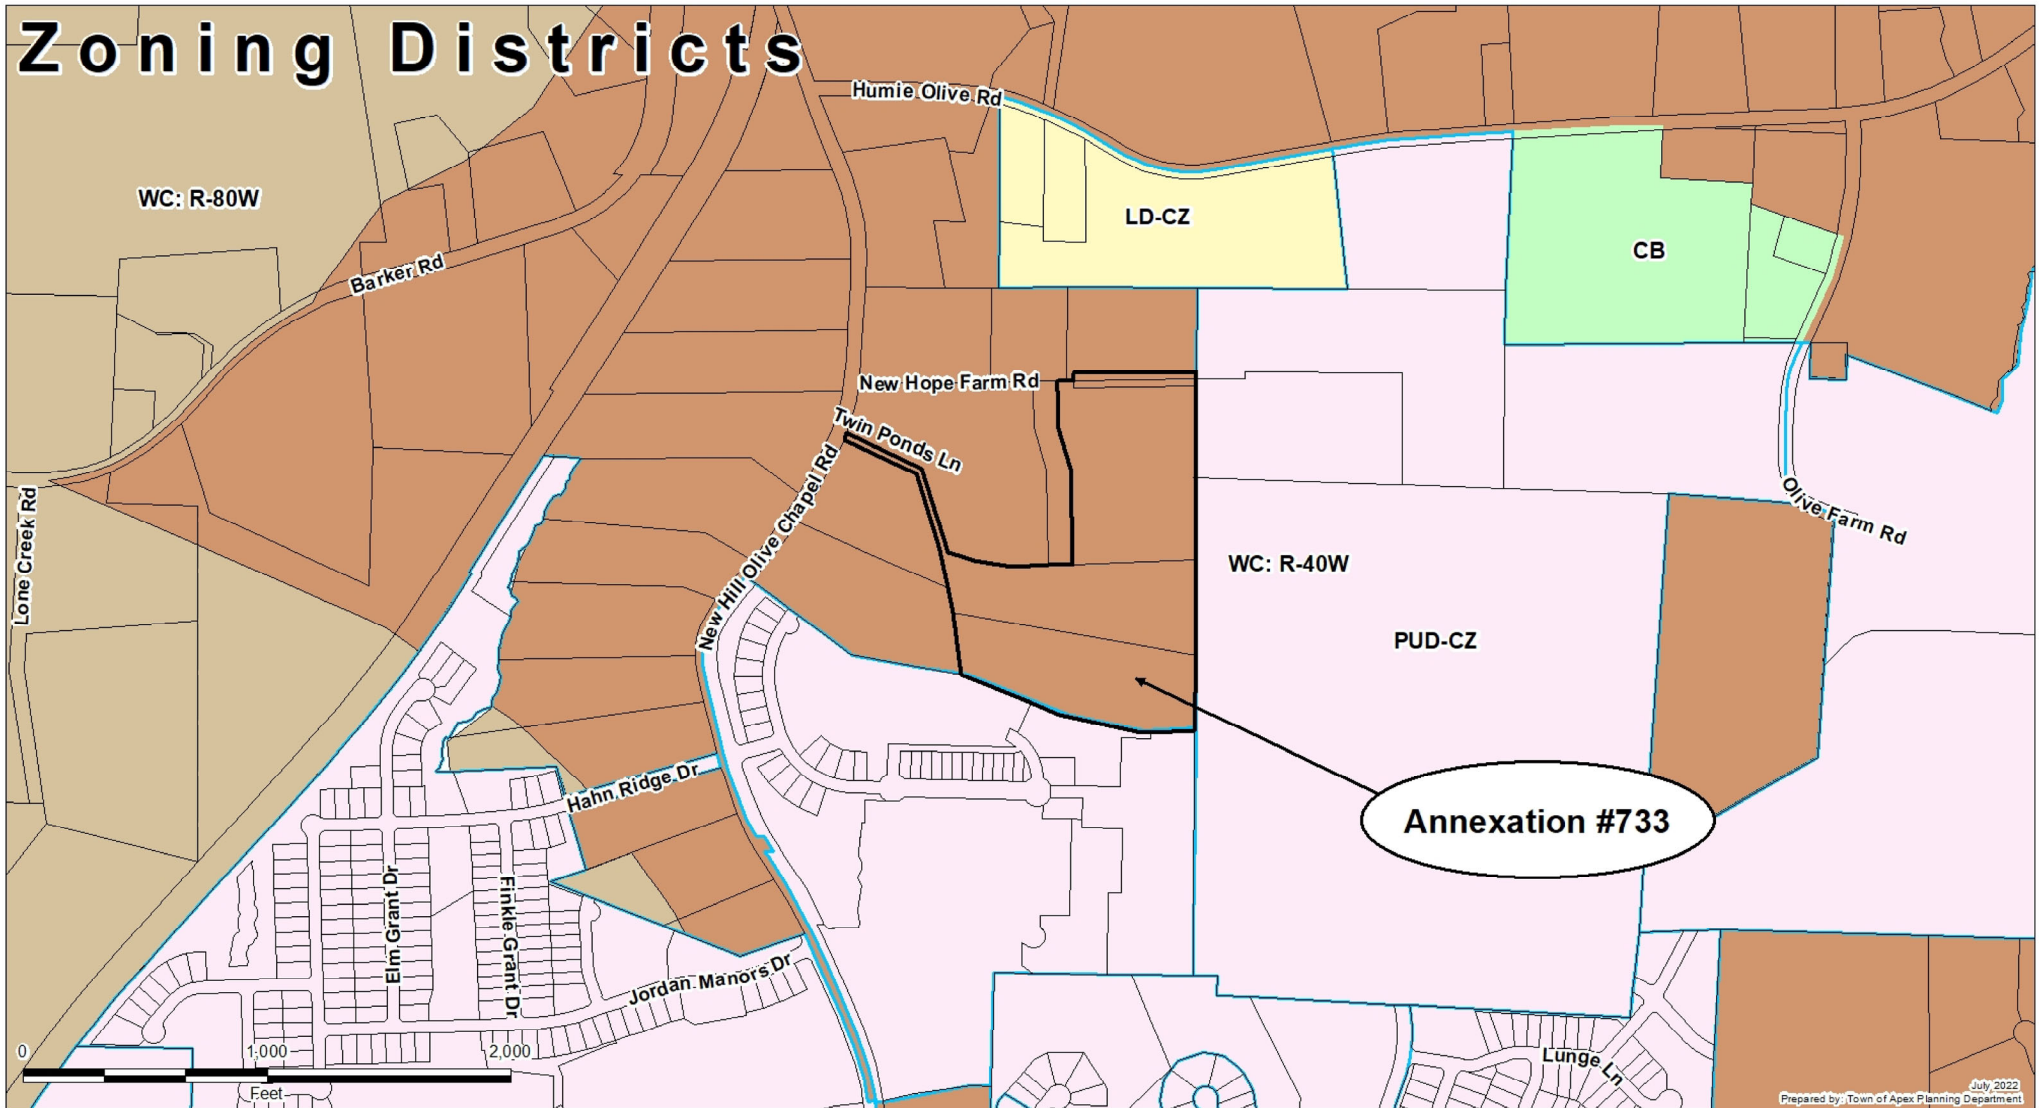 Zoning Districts
Humie Olive Rd
WC: R-80W
LD-CZ
CB
Barker Rd
New Hope Farm Rd
Twin Ponds Ln
New Hill Olive Chapel Rd
Lone Creek Rd
Olive Farm Rd
WC: R-40W
PUD-CZ
Hahn Ridge Dr
Annexation #733
Elm Grant Dr
Finkle Grant Dr
Jordan Manors Dr
Lunge Ln
0 1,000 2,000
Feet
July 2022
Prepared by: Town of Apex Planning Department